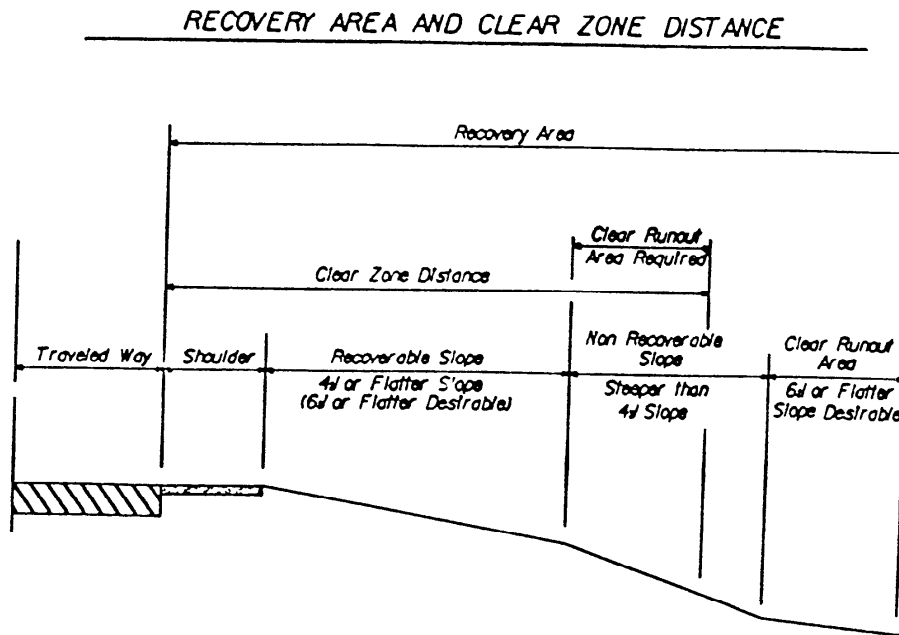 RECOVERY AREA AND CLEAR ZONE DISTANCE
Recovery Area
Clear Runout
Area Required
Clear Zone Distance
Traveled Way
Shoulder
Recoverable Slope
4:1 or Flatter Slope
(6:1 or Flatter Desirable)
Non Recoverable
Slope
Steeper than
4:1 Slope
Clear Runout
Area
6:1 or Flatter
Slope Desirable